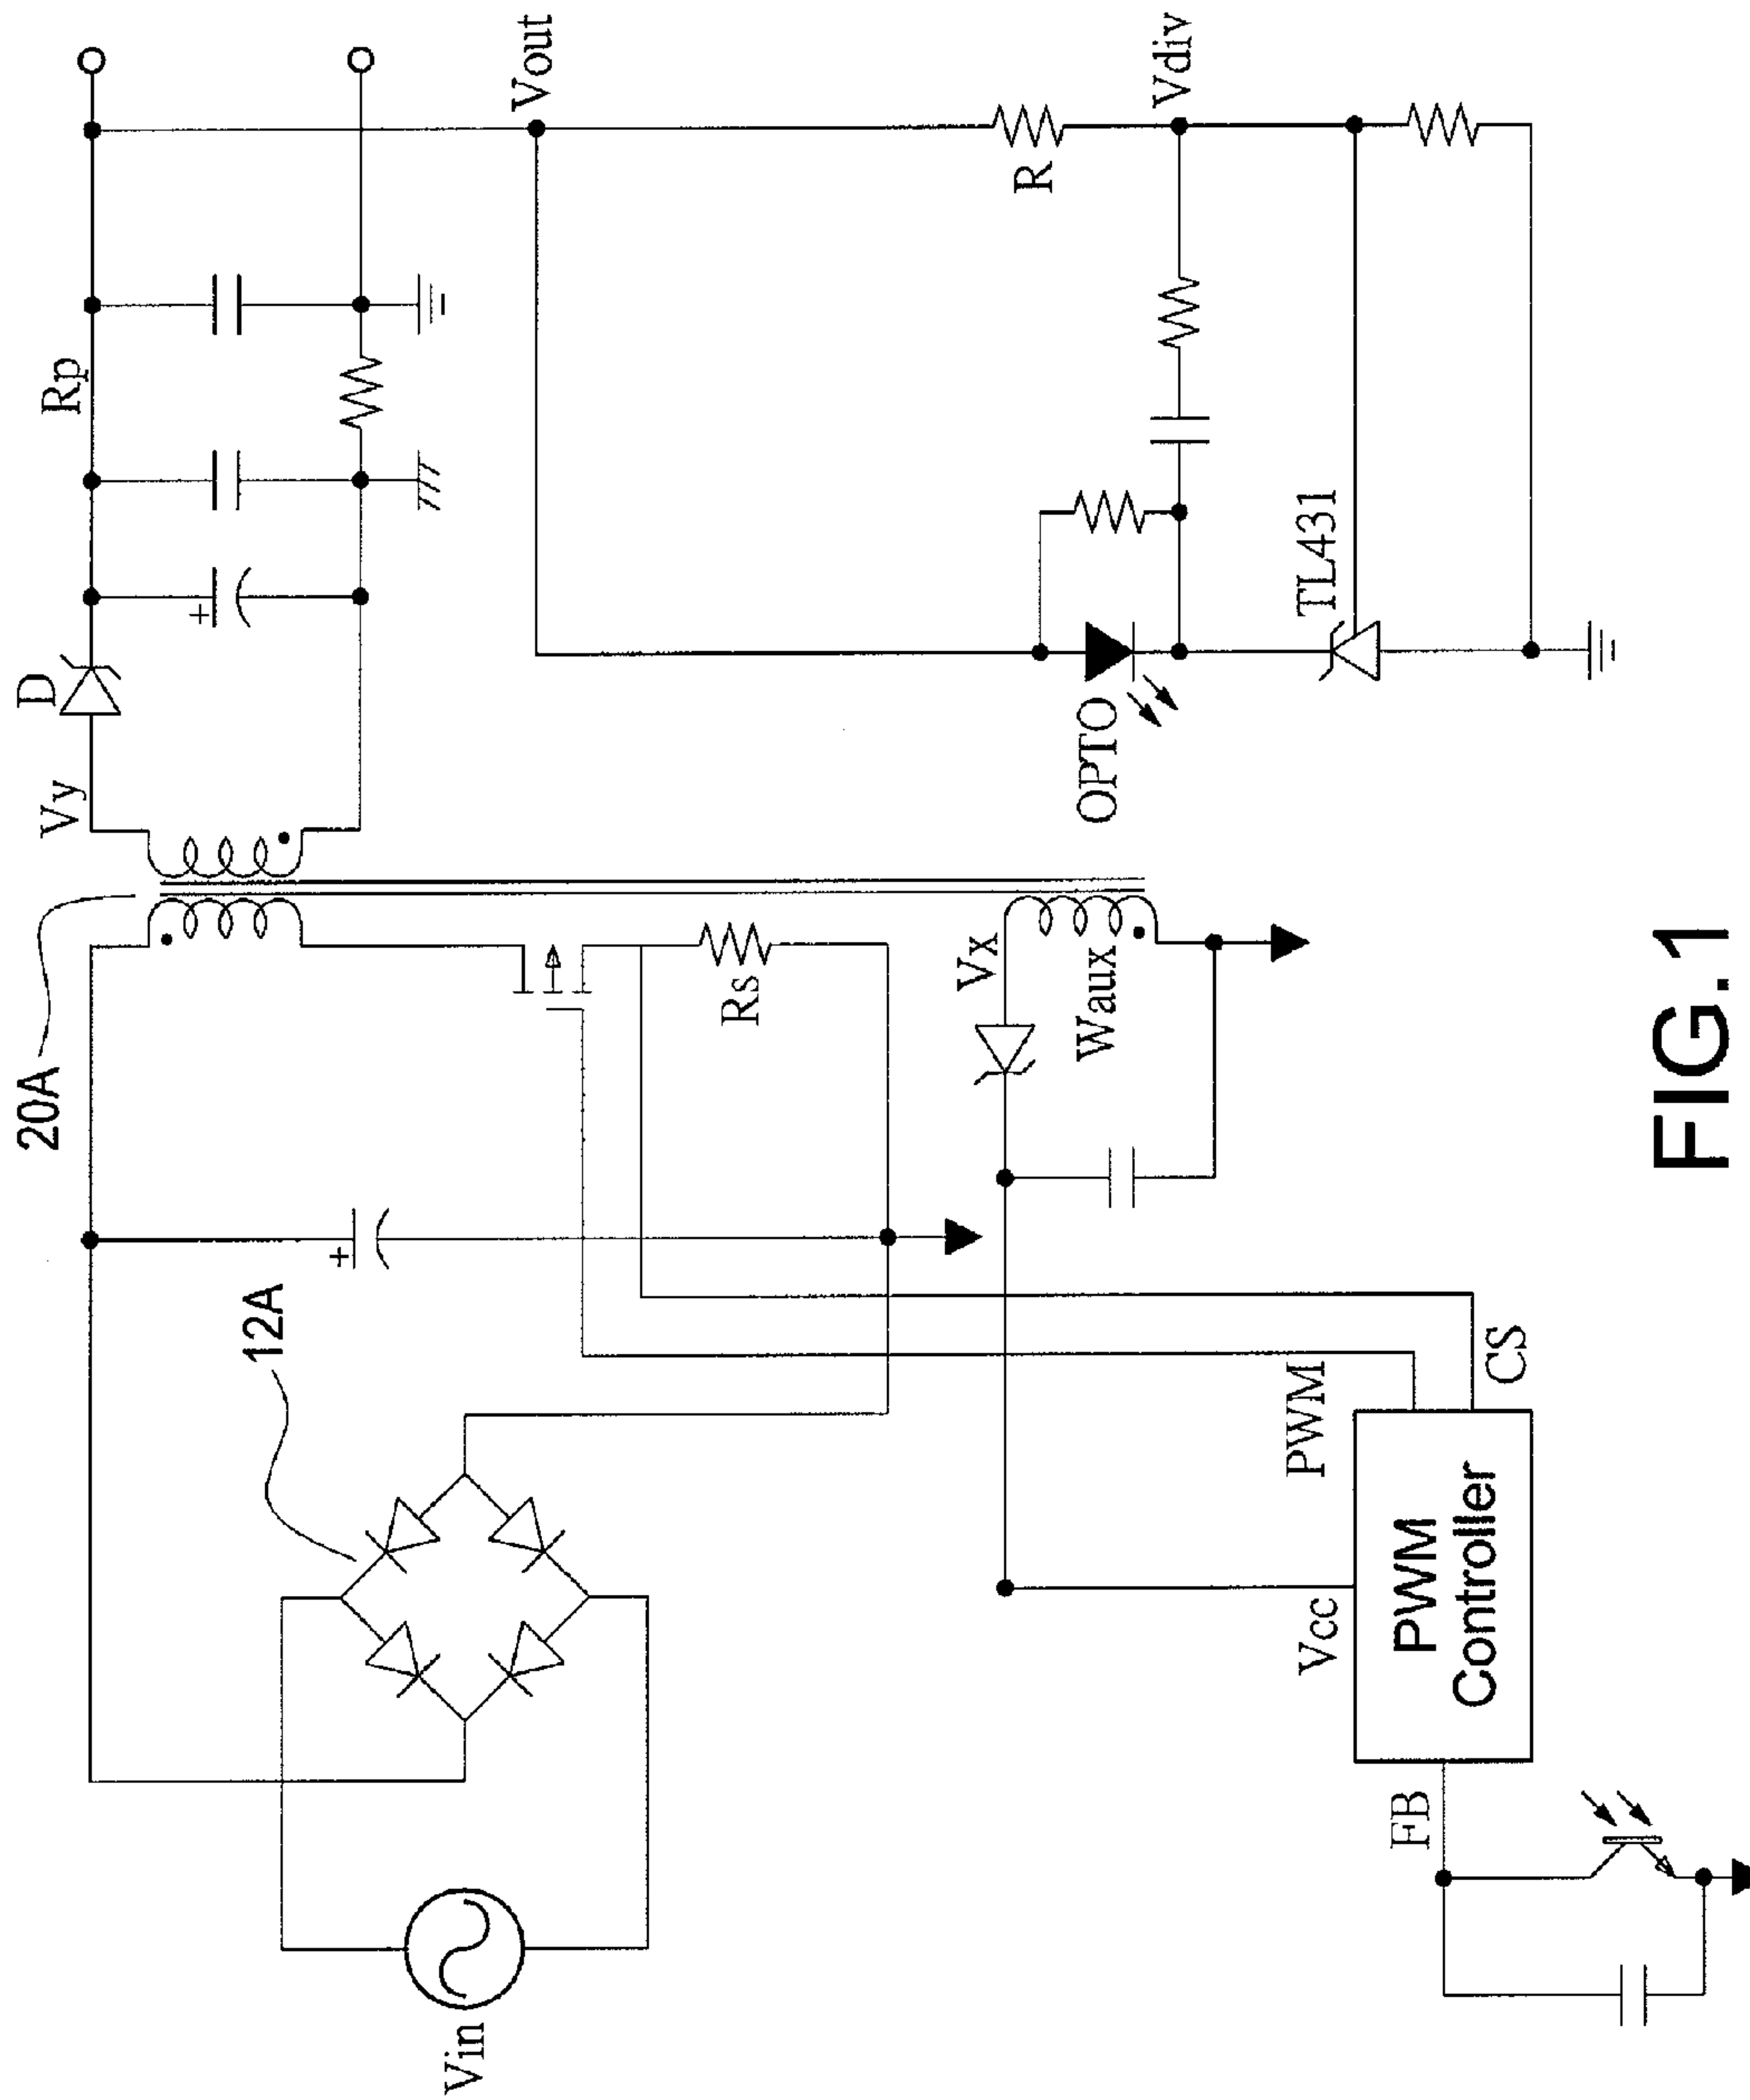 20A
Vy
D
Rp
12A
Vout
Vin
Rs
Vx
Waux
R
OPTO
Vdiv
PWM
TL431
Vcc
CS
FB
PWM
Controller
+
+
FIG.1